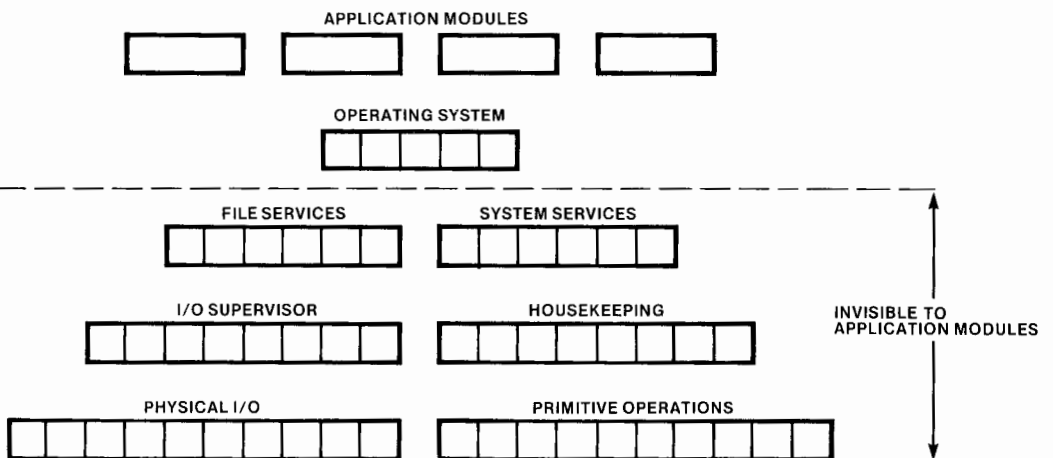 APPLICATION MODULES
OPERATING SYSTEM
FILE SERVICES
SYSTEM SERVICES
I/O SUPERVISOR
HOUSEKEEPING
INVISIBLE TO
APPLICATION MODULES
PHYSICAL I/O
PRIMITIVE OPERATIONS